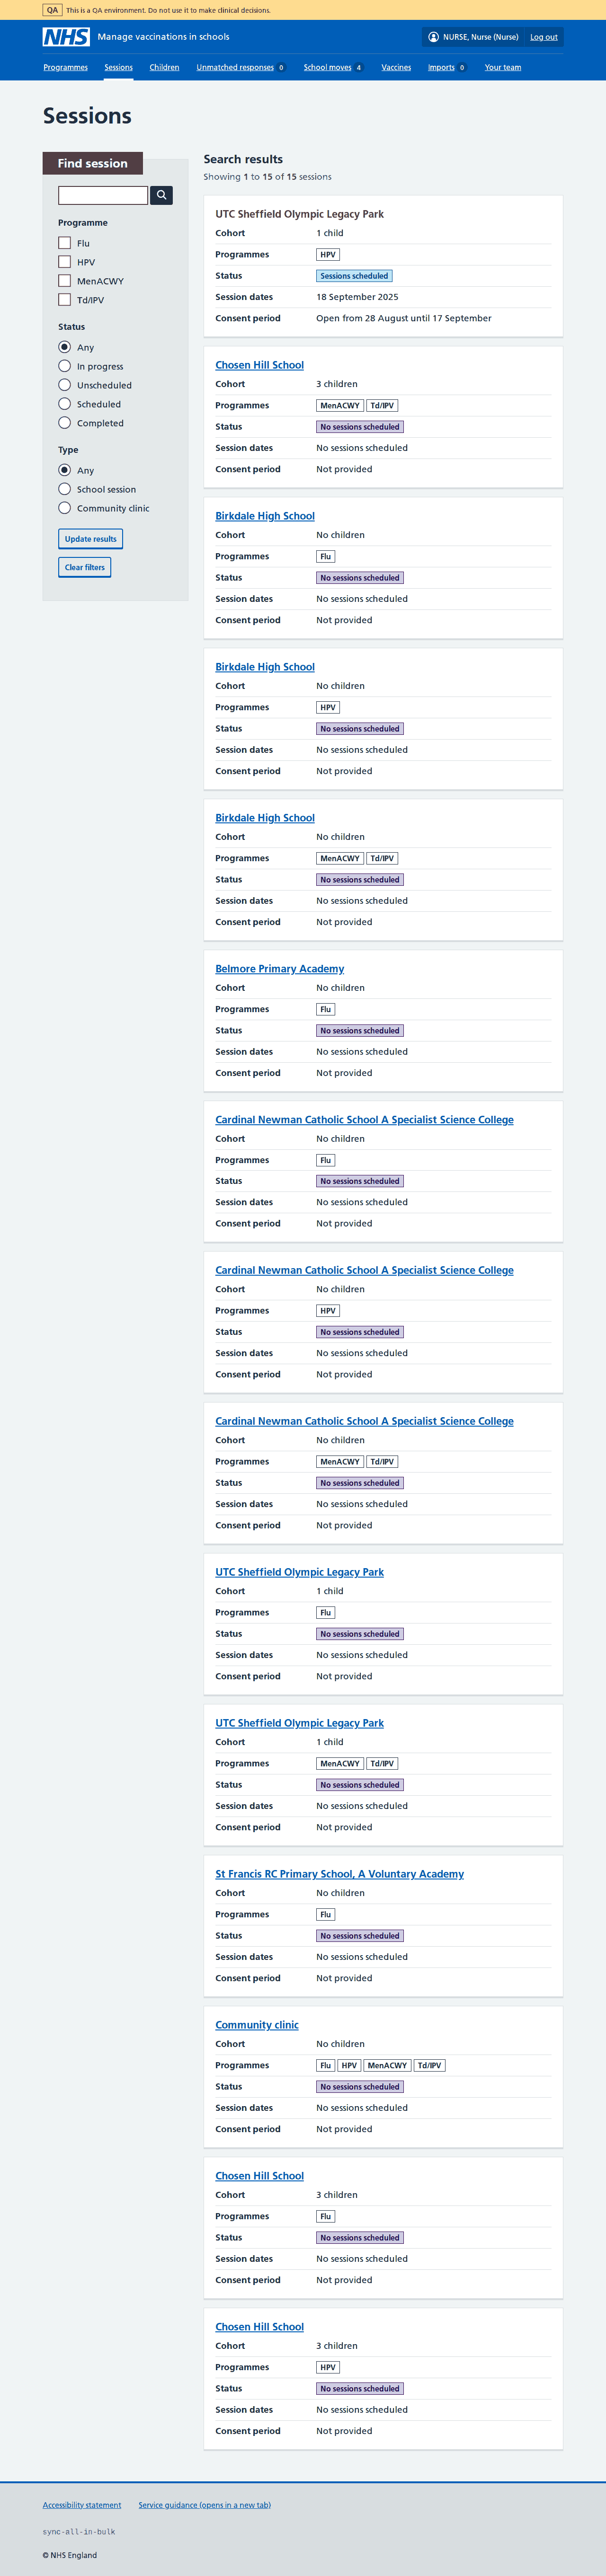 QA This is a QA environment. Do not use it to make clinical decisions.
NHS Manage vaccinations in schools NURSE, Nurse (Nurse) Log out
Programmes Sessions Children Unmatched responses 0 School moves 4 Vaccines Imports 0 Your team
Sessions
Find session
Programme
Flu
HPV
MenACWY
Td/IPV
Status
Any
In progress
Unscheduled
Scheduled
Completed
Type
Any
School session
Community clinic
Update results
Clear filters
Search results
Showing 1 to 15 of 15 sessions
UTC Sheffield Olympic Legacy Park
Cohort 1 child
Programmes HPV
Status Sessions scheduled
Session dates 18 September 2025
Consent period Open from 28 August until 17 September
Chosen Hill School
Cohort 3 children
Programmes MenACWY Td/IPV
Status No sessions scheduled
Session dates No sessions scheduled
Consent period Not provided
Birkdale High School
Cohort No children
Programmes Flu
Status No sessions scheduled
Session dates No sessions scheduled
Consent period Not provided
Birkdale High School
Cohort No children
Programmes HPV
Status No sessions scheduled
Session dates No sessions scheduled
Consent period Not provided
Birkdale High School
Cohort No children
Programmes MenACWY Td/IPV
Status No sessions scheduled
Session dates No sessions scheduled
Consent period Not provided
Belmore Primary Academy
Cohort No children
Programmes Flu
Status No sessions scheduled
Session dates No sessions scheduled
Consent period Not provided
Cardinal Newman Catholic School A Specialist Science College
Cohort No children
Programmes Flu
Status No sessions scheduled
Session dates No sessions scheduled
Consent period Not provided
Cardinal Newman Catholic School A Specialist Science College
Cohort No children
Programmes HPV
Status No sessions scheduled
Session dates No sessions scheduled
Consent period Not provided
Cardinal Newman Catholic School A Specialist Science College
Cohort No children
Programmes MenACWY Td/IPV
Status No sessions scheduled
Session dates No sessions scheduled
Consent period Not provided
UTC Sheffield Olympic Legacy Park
Cohort 1 child
Programmes Flu
Status No sessions scheduled
Session dates No sessions scheduled
Consent period Not provided
UTC Sheffield Olympic Legacy Park
Cohort 1 child
Programmes MenACWY Td/IPV
Status No sessions scheduled
Session dates No sessions scheduled
Consent period Not provided
St Francis RC Primary School, A Voluntary Academy
Cohort No children
Programmes Flu
Status No sessions scheduled
Session dates No sessions scheduled
Consent period Not provided
Community clinic
Cohort No children
Programmes Flu HPV MenACWY Td/IPV
Status No sessions scheduled
Session dates No sessions scheduled
Consent period Not provided
Chosen Hill School
Cohort 3 children
Programmes Flu
Status No sessions scheduled
Session dates No sessions scheduled
Consent period Not provided
Chosen Hill School
Cohort 3 children
Programmes HPV
Status No sessions scheduled
Session dates No sessions scheduled
Consent period Not provided
Accessibility statement Service guidance (opens in a new tab)
sync-all-in-bulk
© NHS England